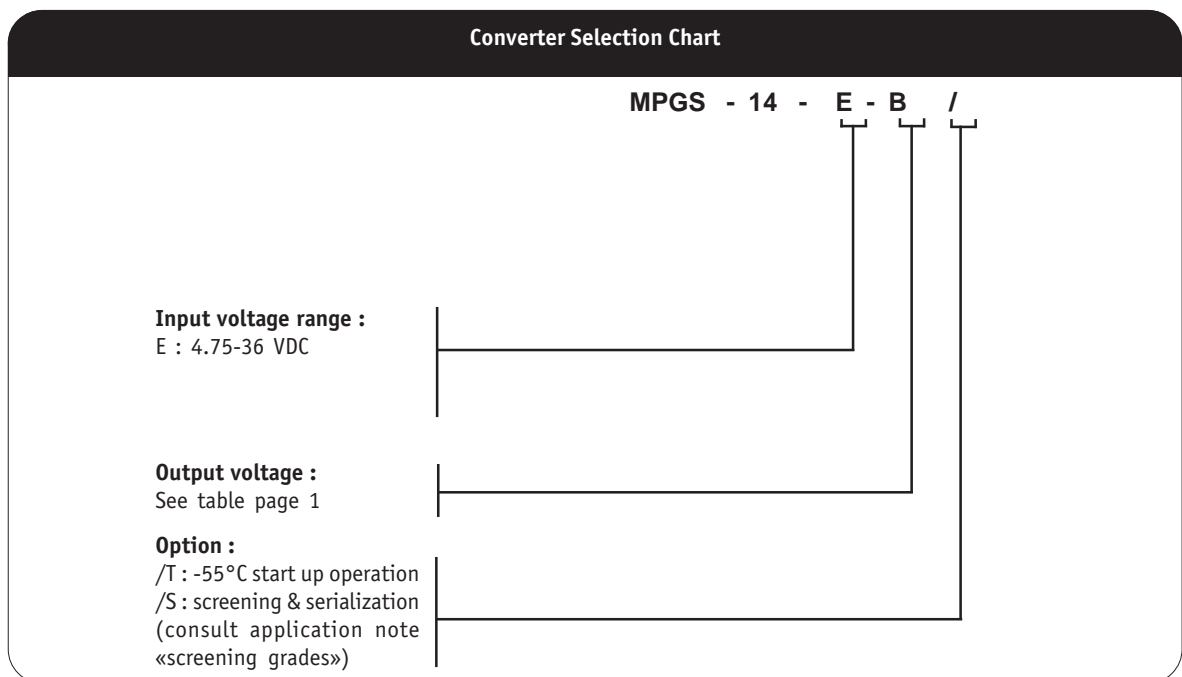 Converter Selection Chart
MPGS - 14 - E - B /
Input voltage range :
E : 4.75-36 VDC
Output voltage :
See table page 1
Option :
/T : -55°C start up operation
/S : screening & serialization
(consult application note
«screening grades»)